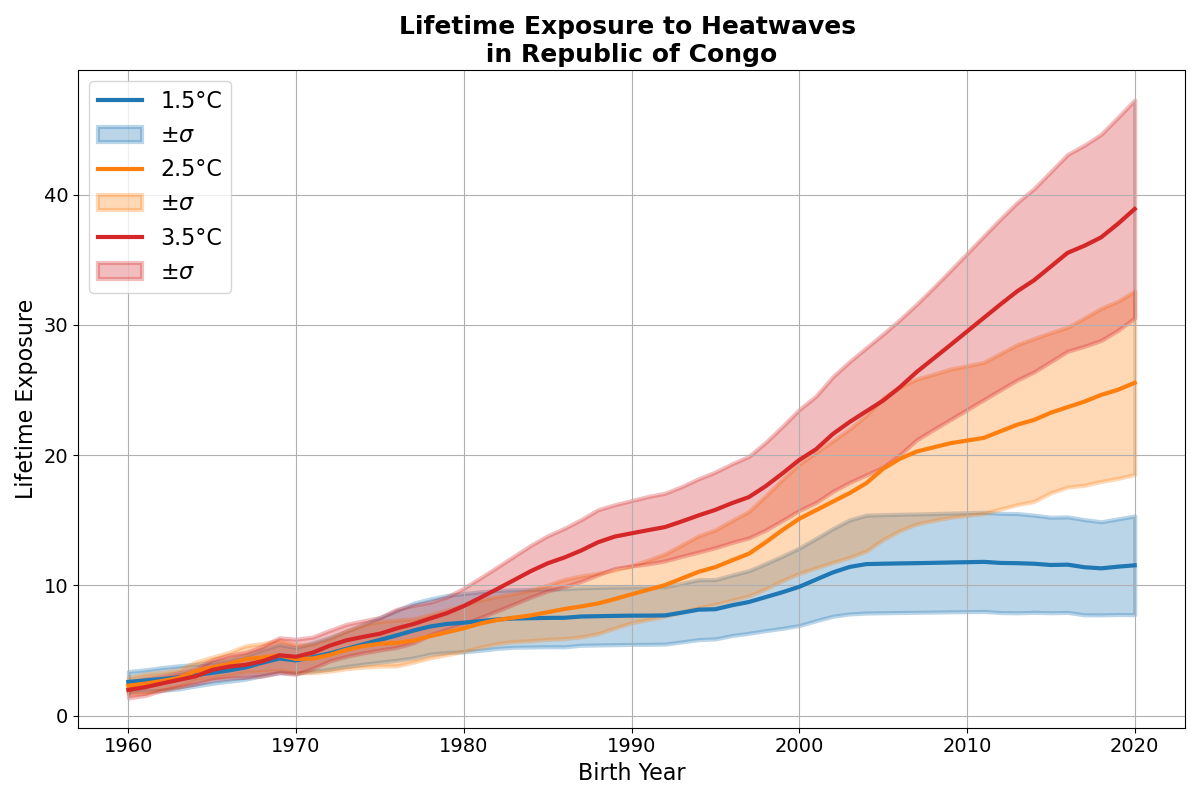 Lifetime Exposure to Heatwaves
in Republic of Congo
1.5°C
±σ
2.5°C
±σ
3.5°C
±σ
Lifetime Exposure
40
30
20
10
0
1960 1970 1980 1990 2000 2010 2020
Birth Year